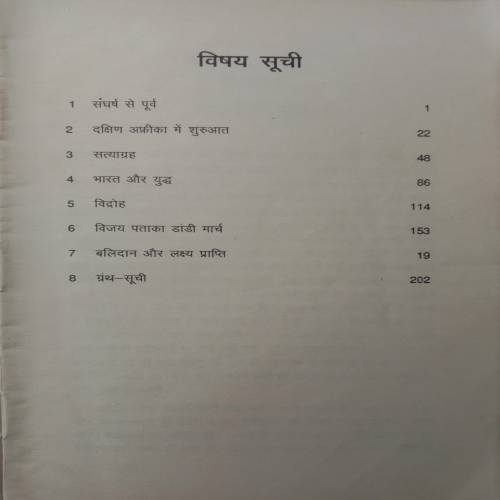 विषय सूची
1 संघर्ष से पूर्व 1
2 दक्षिण अफ्रीका में शुरुआत 22
3 सत्याग्रह 48
4 भारत और युद्ध 86
5 विद्रोह 114
6 विजय पताका डांडी मार्च 153
7 बलिदान और लक्ष्य प्राप्ति 19
8 ग्रंथ–सूची 202